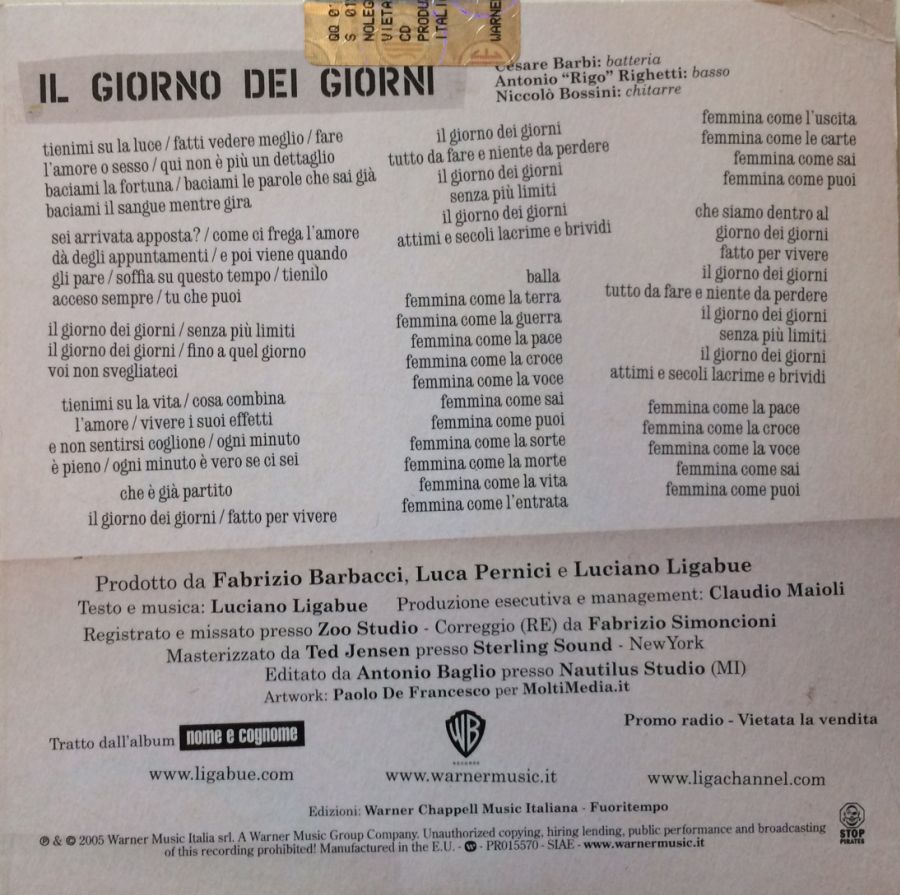 QQ 01
S 01
NOLEG
VIETA
CD
PRODU
ITALI
WARNER
IL GIORNO DEI GIORNI
Cesare Barbi: batteria
Antonio “Rigo” Righetti: basso
Niccolò Bossini: chitarre
tienimi su la luce / fatti vedere meglio / fare
l'amore o sesso / qui non è più un dettaglio
baciami la fortuna / baciami le parole che sai già
baciami il sangue mentre gira
sei arrivata apposta? / come ci frega l'amore
dà degli appuntamenti / e poi viene quando
gli pare / soffia su questo tempo / tienilo
acceso sempre / tu che puoi
il giorno dei giorni / senza più limiti
il giorno dei giorni / fino a quel giorno
voi non svegliateci
tienimi su la vita / cosa combina
l'amore / vivere i suoi effetti
e non sentirsi coglione / ogni minuto
è pieno / ogni minuto è vero se ci sei
che è già partito
il giorno dei giorni / fatto per vivere
il giorno dei giorni
tutto da fare e niente da perdere
il giorno dei giorni
senza più limiti
il giorno dei giorni
attimi e secoli lacrime e brividi
balla
femmina come la terra
femmina come la guerra
femmina come la pace
femmina come la croce
femmina come la voce
femmina come sai
femmina come puoi
femmina come la sorte
femmina come la morte
femmina come la vita
femmina come l'entrata
femmina come l'uscita
femmina come le carte
femmina come sai
femmina come puoi
che siamo dentro al
giorno dei giorni
fatto per vivere
il giorno dei giorni
tutto da fare e niente da perdere
il giorno dei giorni
senza più limiti
il giorno dei giorni
attimi e secoli lacrime e brividi
femmina come la pace
femmina come la croce
femmina come la voce
femmina come sai
femmina come puoi
Prodotto da Fabrizio Barbacci, Luca Pernici e Luciano Ligabue
Testo e musica: Luciano Ligabue Produzione esecutiva e management: Claudio Maioli
Registrato e missato presso Zoo Studio - Correggio (RE) da Fabrizio Simoncioni
Masterizzato da Ted Jensen presso Sterling Sound - NewYork
Editato da Antonio Baglio presso Nautilus Studio (MI)
Artwork: Paolo De Francesco per MoltiMedia.it
Tratto dall'album nome e cognome
WB
RECORDS
Promo radio - Vietata la vendita
www.ligabue.com
www.warnermusic.it
www.ligachannel.com
Edizioni: Warner Chappell Music Italiana - Fuoritempo
℗ & © 2005 Warner Music Italia srl. A Warner Music Group Company. Unauthorized copying, hiring lending, public performance and broadcasting
of this recording prohibited! Manufactured in the E.U. - W - PR015570 - SIAE - www.warnermusic.it
STOP
PIRATES